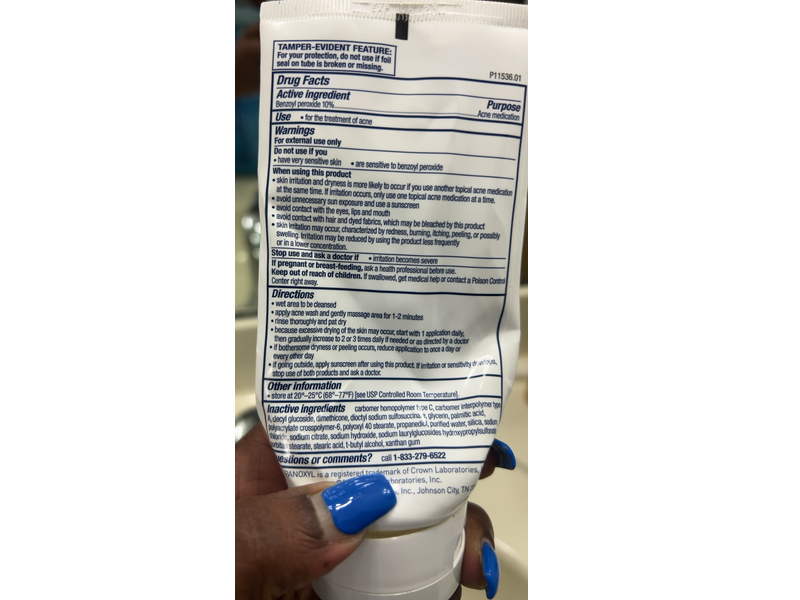 TAMPER-EVIDENT FEATURE:
For your protection, do not use if foil
seal on tube is broken or missing.
P11536.01
Drug Facts
Active ingredient Purpose
Benzoyl peroxide 10% Acne medication
Use • for the treatment of acne
Warnings
For external use only
Do not use if you
• have very sensitive skin • are sensitive to benzoyl peroxide
When using this product
• skin irritation and dryness is more likely to occur if you use another topical acne medication
at the same time. If irritation occurs, only use one topical acne medication at a time.
• avoid unnecessary sun exposure and use a sunscreen
• avoid contact with the eyes, lips and mouth
• avoid contact with hair and dyed fabrics, which may be bleached by this product
• skin irritation may occur, characterized by redness, burning, itching, peeling, or possibly
swelling. Irritation may be reduced by using the product less frequently
or in a lower concentration.
Stop use and ask a doctor if • irritation becomes severe
If pregnant or breast-feeding, ask a health professional before use.
Keep out of reach of children. If swallowed, get medical help or contact a Poison Control
Center right away.
Directions
• wet area to be cleansed
• apply acne wash and gently massage area for 1-2 minutes
• rinse thoroughly and pat dry
• because excessive drying of the skin may occur, start with 1 application daily,
then gradually increase to 2 or 3 times daily if needed or as directed by a doctor
• if bothersome dryness or peeling occurs, reduce application to once a day or
every other day
• if going outside, apply sunscreen after using this product. If irritation or sensitivity develops,
stop use of both products and ask a doctor.
Other information
• store at 20°-25°C (68°-77°F) [see USP Controlled Room Temperature].
Inactive ingredients carbomer homopolymer type C, carbomer interpolymer type
A, decyl glucoside, dimethicone, dioctyl sodium sulfosuccinate, glycerin, palmitic acid,
polyacrylate crosspolymer-6, polyoxyl 40 stearate, propanediol, purified water, silica, sodium
chloride, sodium citrate, sodium hydroxide, sodium laurylglucosides hydroxypropylsulfonate,
sorbitan stearate, stearic acid, t-butyl alcohol, xanthan gum
estions or comments? call 1-833-279-6522
RANOXYL is a registered trademark of Crown Laboratories,
boratories, Inc.
, Inc., Johnson City, TN